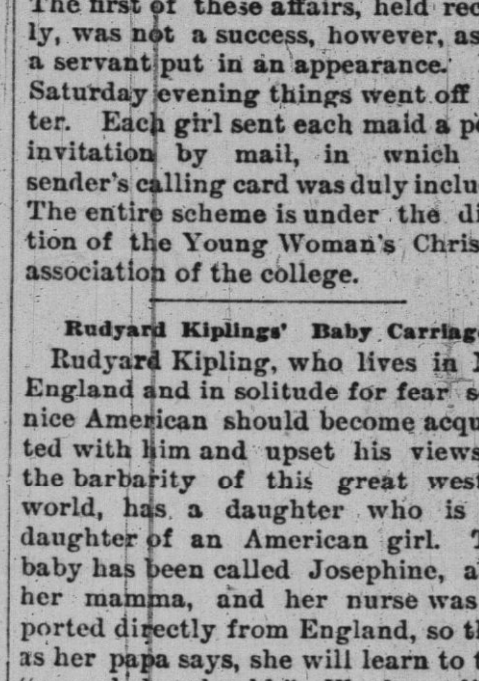 The first of these affairs, held rec
ly, was not a success, however, as
a servant put in an appearance.
Saturday evening things went off
ter. Each girl sent each maid a pe
invitation by mail, in wnich
sender's calling card was duly inclu
The entire scheme is under the di
tion of the Young Woman's Chris
association of the college.
Rudyard Kiplings' Baby Carriag
Rudyard Kipling, who lives in
England and in solitude for fear s
nice American should become acqu
ted with him and upset his views
the barbarity of this great west
world, has a daughter who is
daughter of an American girl.
baby has been called Josephine, a
her mamma, and her nurse was
ported directly from England, so th
as her papa says, she will learn to t